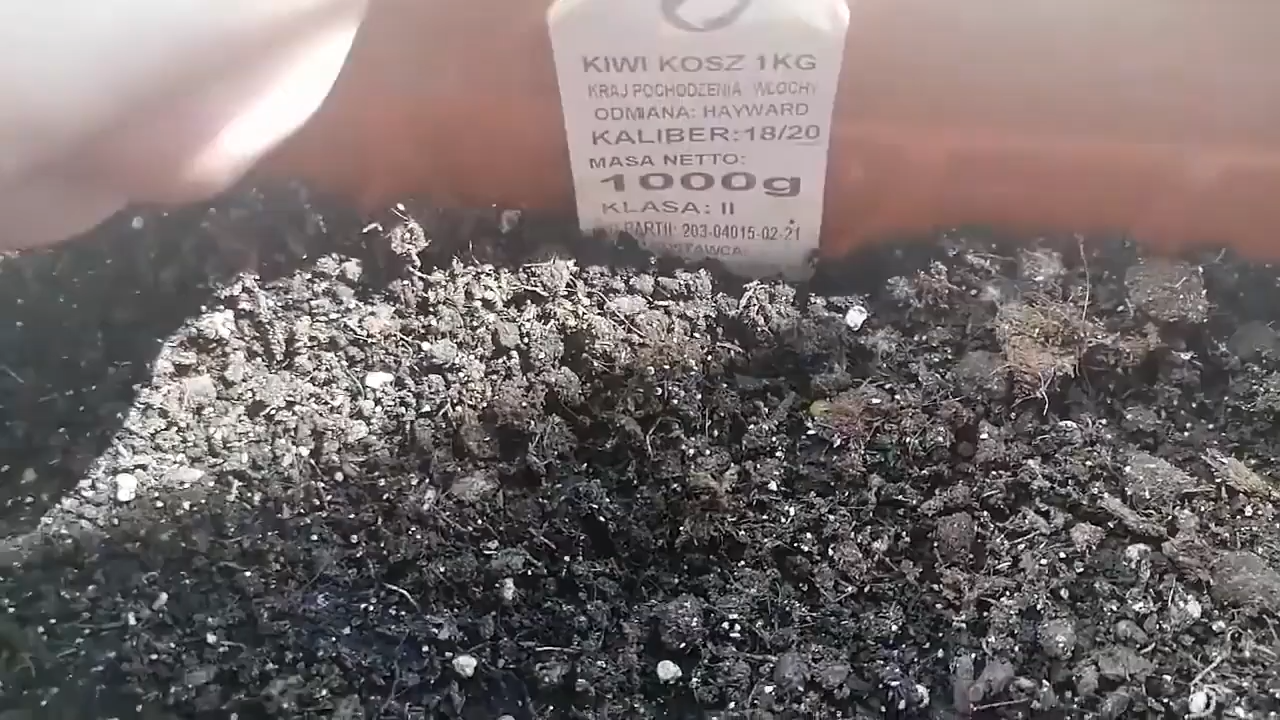 KIWI KOSZ 1KG
KRAJ POCHODZENIA: WŁOCHY
ODMIANA: HAYWARD
KALIBER:18/20
MASA NETTO:
1000g
KLASA: II
PARTII: 203-04015-02-21